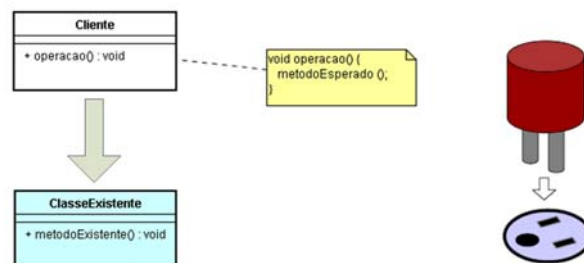 Cliente
+ operacao() : void
void operacao() {
metodoEsperado ();
}
ClasseExistente
+ metodoExistente() : void